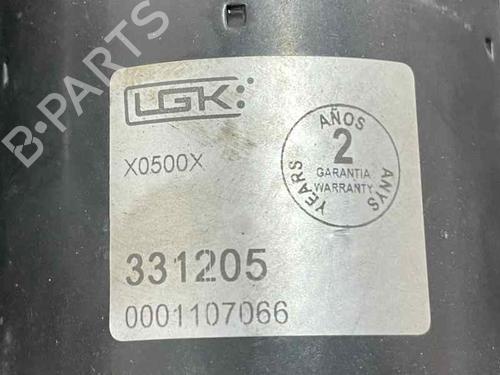 LGK
X0500X
AÑOS
2
GARANTIA
WARRANTY
YEARS
ANYS
331205
0001107066
B-PARTS